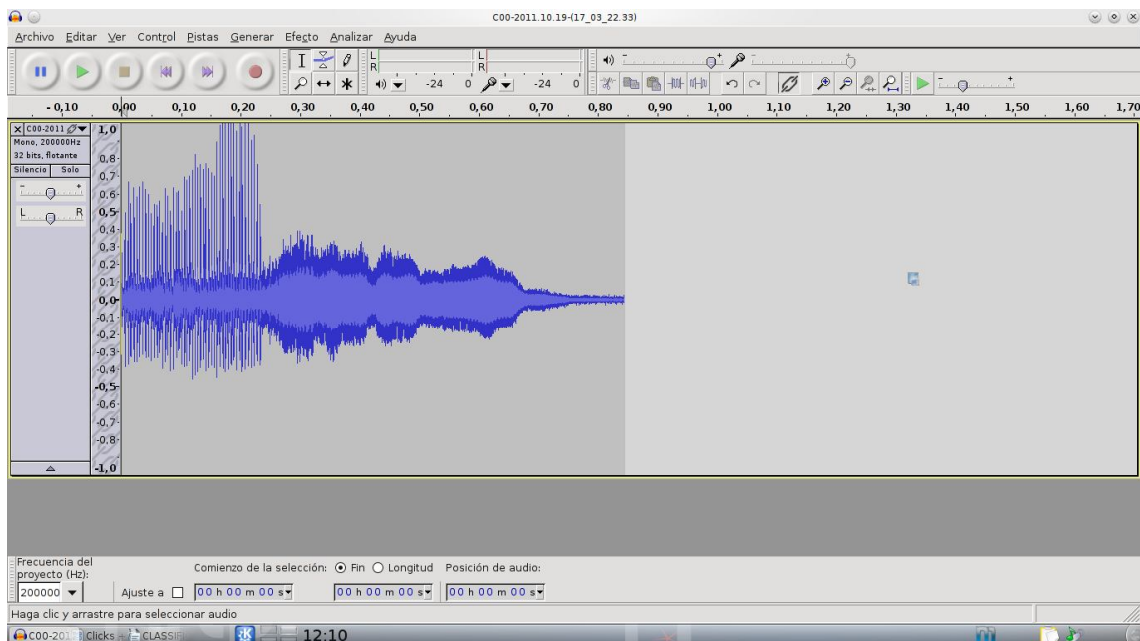 C00-2011.10.19-(17_03_22.33)
Archivo Editar Ver Control Pistas Generar Efecto Analizar Ayuda
L R -24 0 L R -24 0
- 0,10 0,00 0,10 0,20 0,30 0,40 0,50 0,60 0,70 0,80 0,90 1,00 1,10 1,20 1,30 1,40 1,50 1,60 1,70
C00-2011
Mono, 200000Hz
32 bits, flotante
Silencio Solo
- +
L R
1,0
0,8
0,7
0,6
0,5
0,4
0,3
0,2
0,1
0,0
-0,1
-0,2
-0,3
-0,4
-0,5
-0,6
-0,7
-0,8
-1,0
Frecuencia del
proyecto (Hz):
Comienzo de la selección: Fin Longitud Posición de audio:
200000 Ajuste a 00 h 00 m 00 s 00 h 00 m 00 s 00 h 00 m 00 s
Haga clic y arrastre para seleccionar audio
C00-201 Clicks CLASSIF 12:10